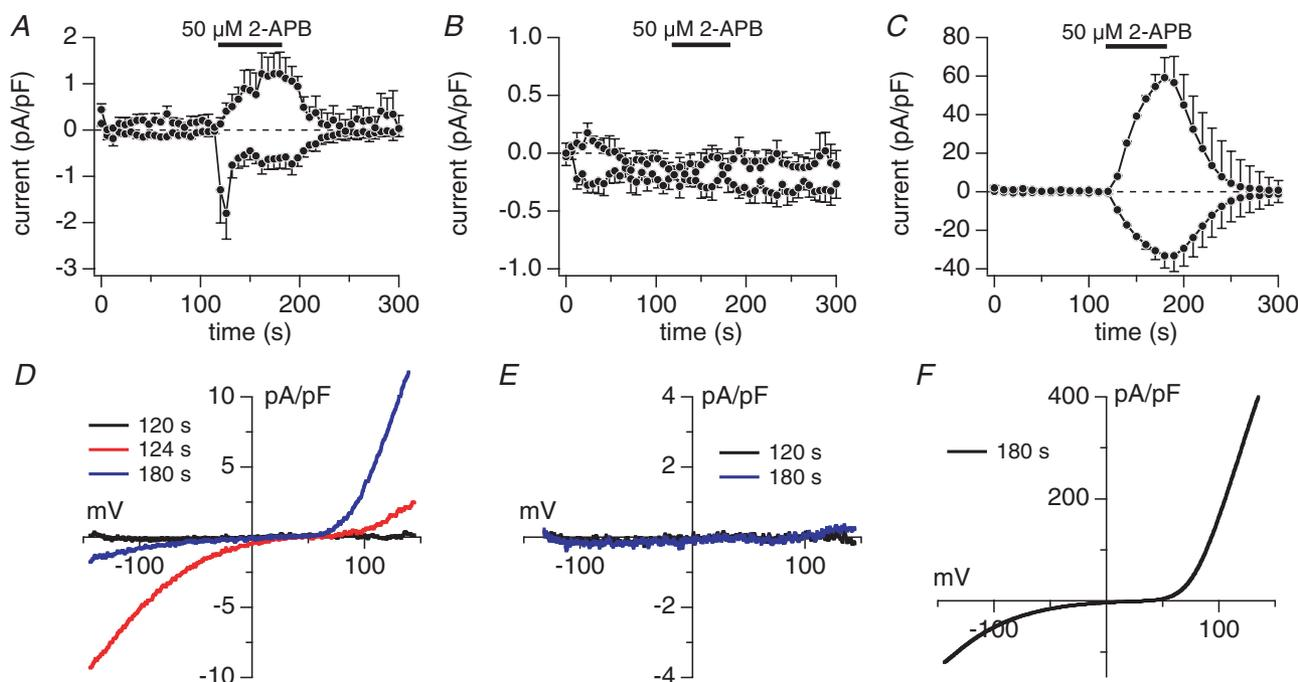 A
50 µM 2-APB
2
1
0
-1
-2
-3
current (pA/pF)
0
100
200
300
time (s)
B
50 µM 2-APB
1.0
0.5
0.0
-0.5
-1.0
current (pA/pF)
0
100
200
300
time (s)
C
50 µM 2-APB
80
60
40
20
0
-20
-40
current (pA/pF)
0
100
200
300
time (s)
D
pA/pF
10
5
-5
-10
120 s
124 s
180 s
mV
-100
100
E
pA/pF
4
2
-2
-4
120 s
180 s
mV
-100
100
F
pA/pF
400
200
180 s
mV
-100
100